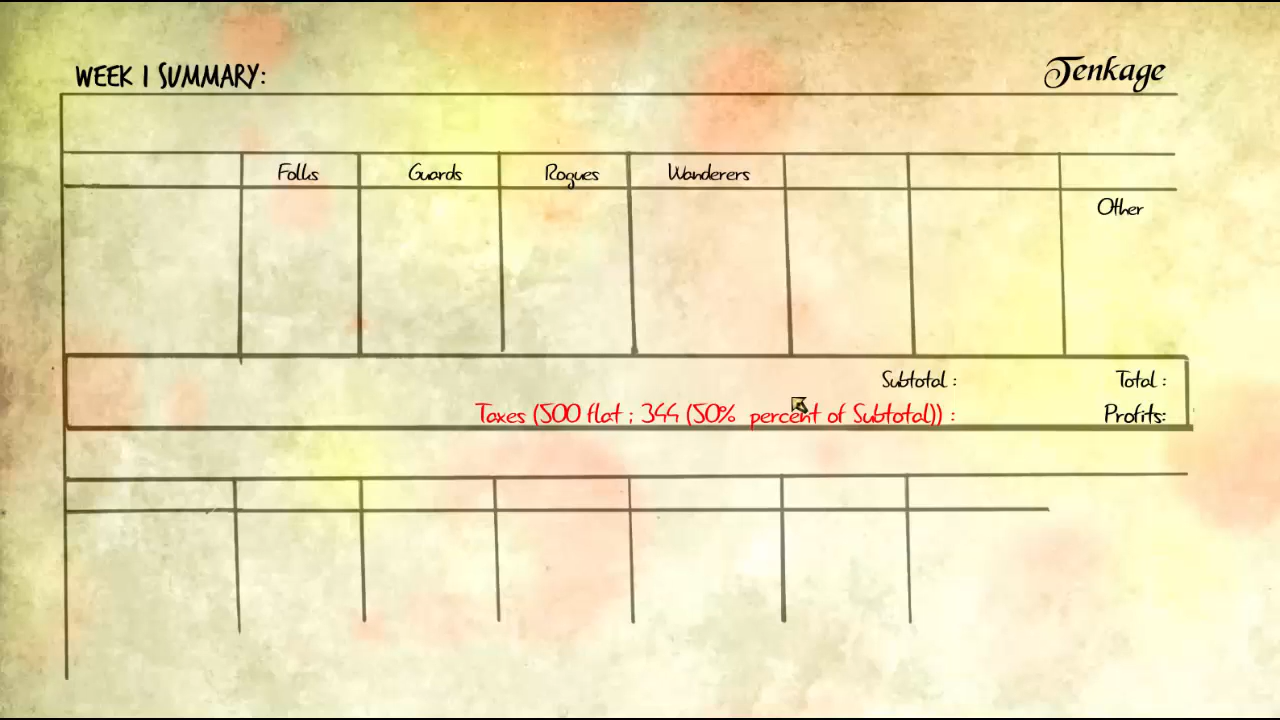 WEEK 1 SUMMARY: Tenkage
Folks Guards Rogues Wanderers
Other
Subtotal : Total :
Taxes (500 flat ; 344 (50% percent of Subtotal)) : Profits: